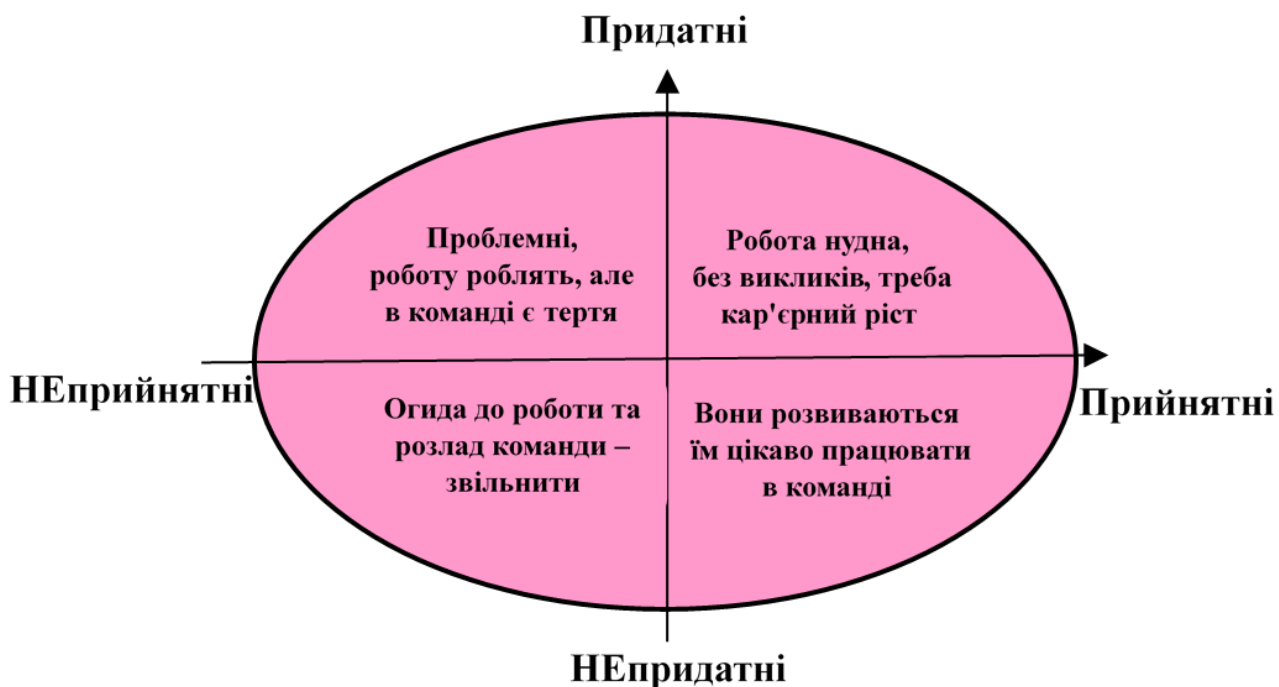 Придатні
Проблемні,
роботу роблять, але
в команді є тертя
Робота нудна,
без викликів, треба
кар'єрний ріст
НЕприйнятні
Прийнятні
Огида до роботи та
розлад команди –
звільнити
Вони розвиваються
їм цікаво працювати
в команді
НЕпридатні